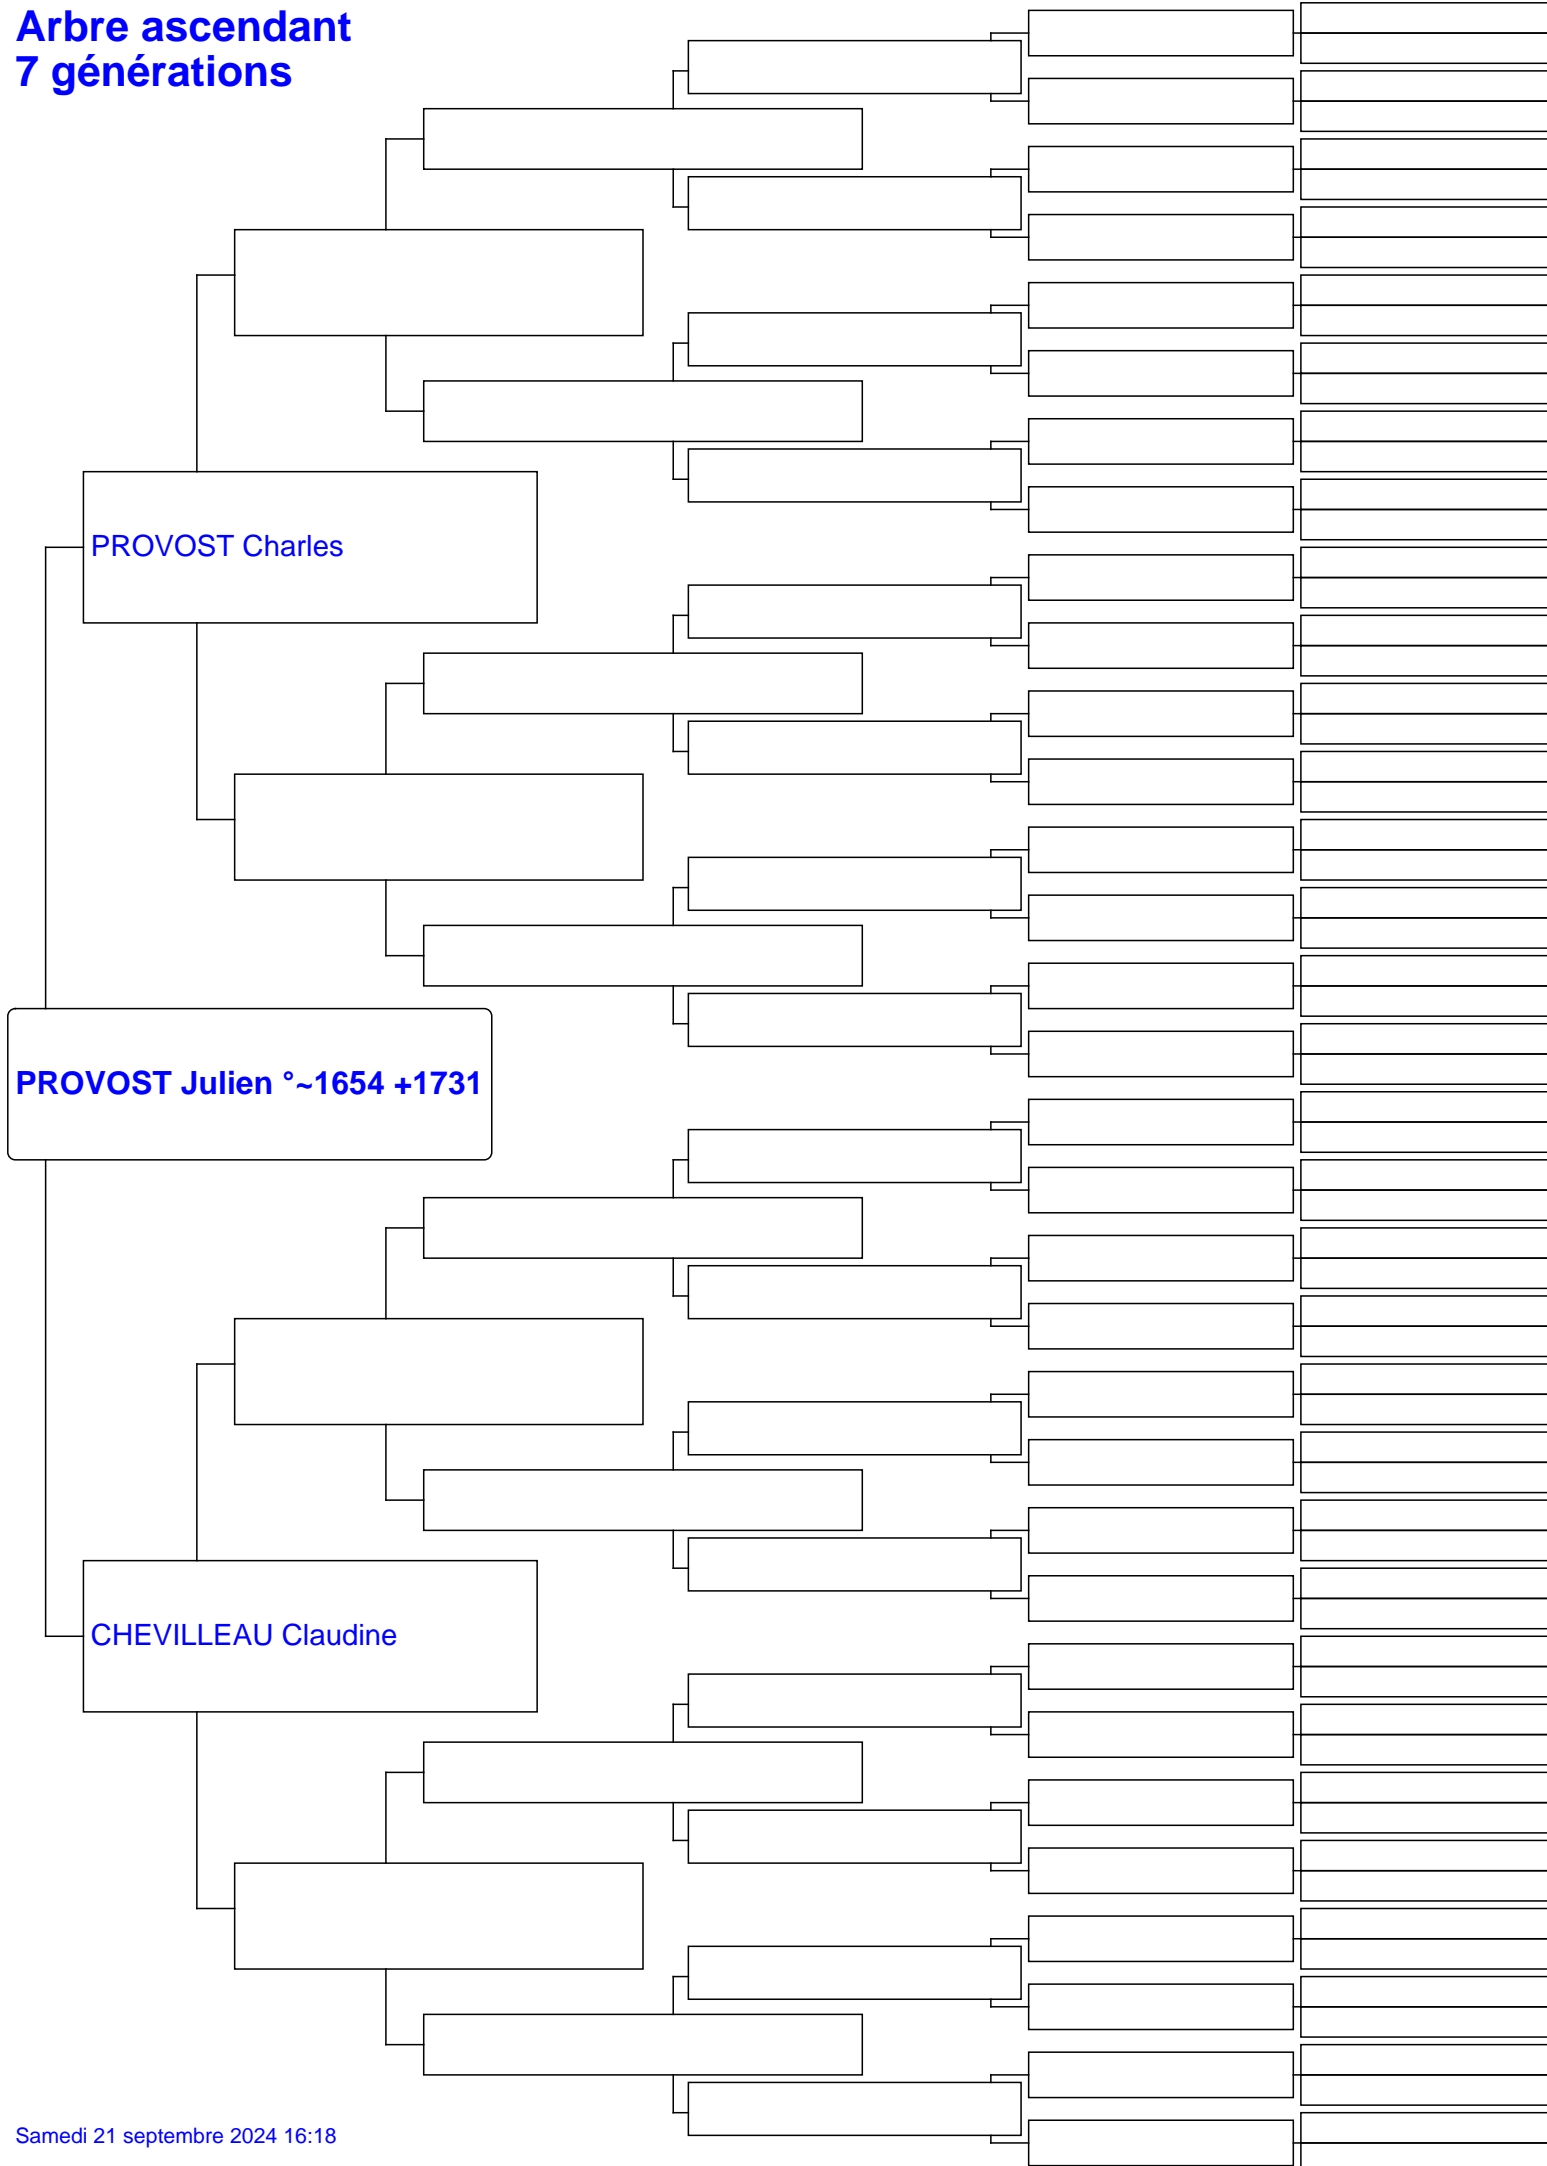 Arbre ascendant
7 générations
PROVOST Charles
PROVOST Julien °~1654 +1731
CHEVILLEAU Claudine
Samedi 21 septembre 2024 16:18